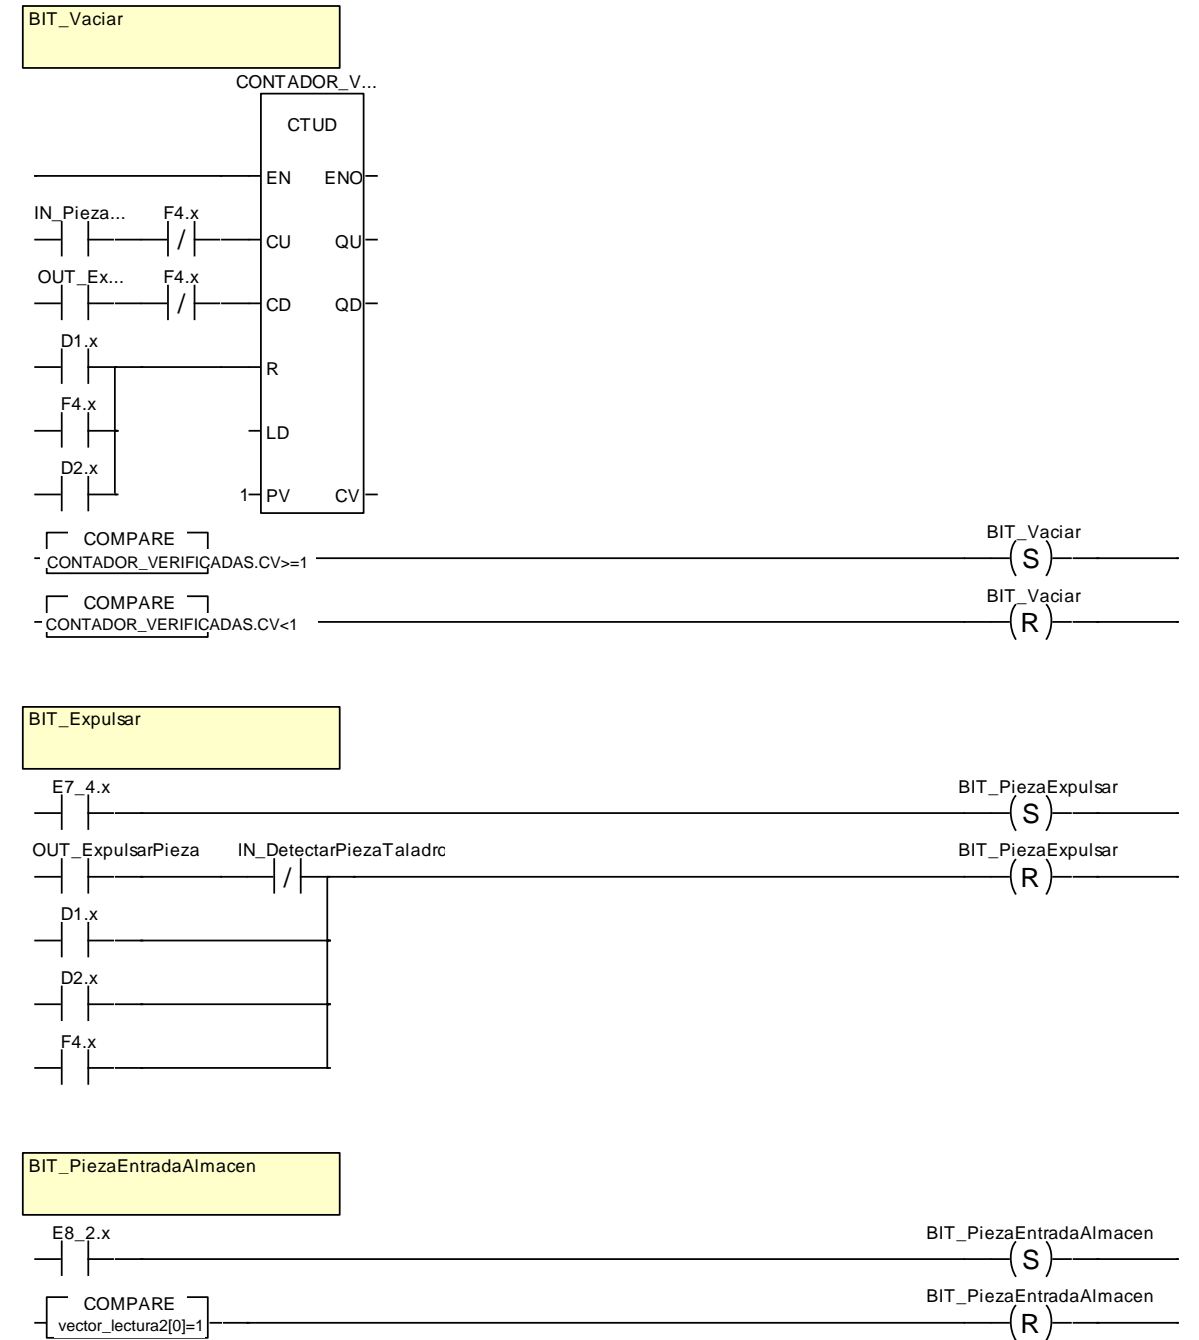 BIT_Vaciar
CONTADOR_V...
CTUD
EN ENO
IN_Pieza... F4.x
CU QU
OUT_Ex... F4.x
CD QD
D1.x
R
F4.x
LD
D2.x
1 PV CV
COMPARE BIT_Vaciar
CONTADOR_VERIFICADAS.CV>=1 S
COMPARE BIT_Vaciar
CONTADOR_VERIFICADAS.CV<1 R
BIT_Expulsar
E7_4.x BIT_PiezaExpulsar
S
OUT_ExpulsarPieza IN_DetectarPiezaTaladro BIT_PiezaExpulsar
R
D1.x
D2.x
F4.x
BIT_PiezaEntradaAlmacen
E8_2.x BIT_PiezaEntradaAlmacen
S
COMPARE BIT_PiezaEntradaAlmacen
vector_lectura2[0]=1 R